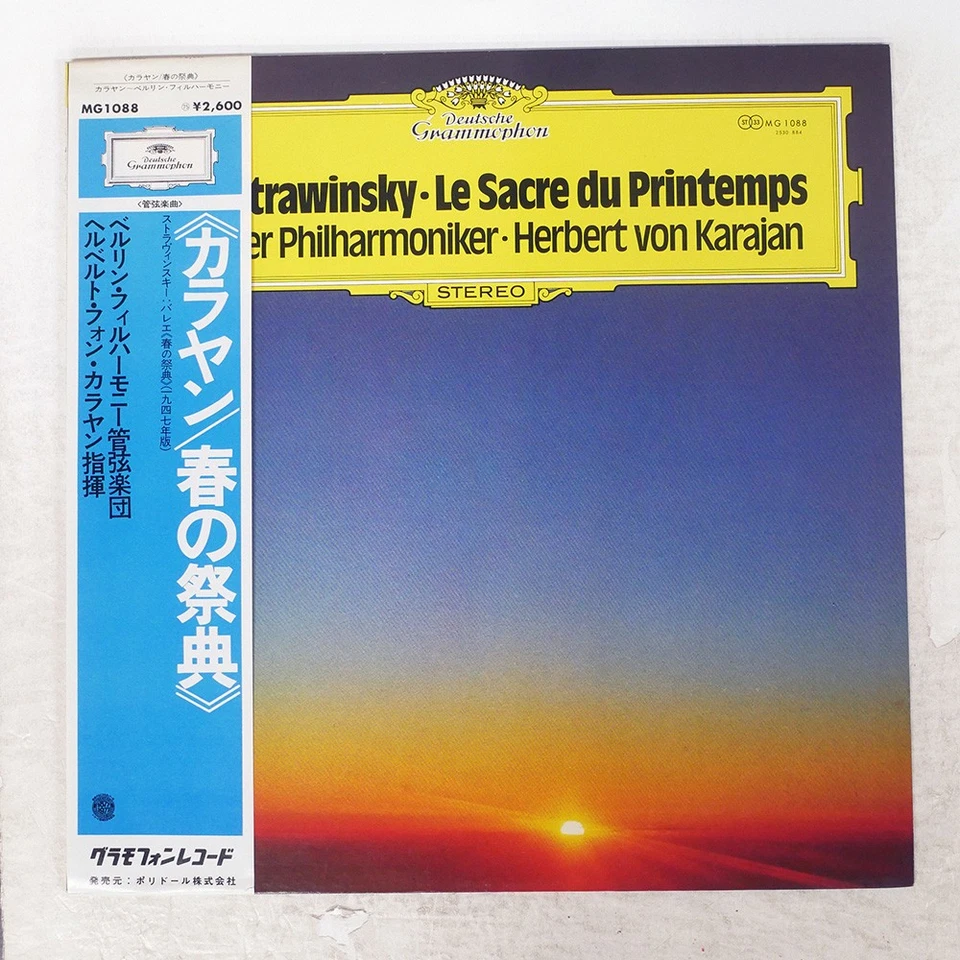 《カラヤン/春の祭典》
カラヤン−ベルリン・フィルハーモニー
MG1088
¥2,600
Deutsche
Grammophon
〈管弦楽曲〉
《カラヤン/春の祭典》
ストラヴィンスキー:バレエ《春の祭典》(一九四七年版)
ベルリン・フィルハーモニー管弦楽団
ヘルベルト・フォン・カラヤン指揮
グラモフォンレコード
発売元:ポリドール株式会社
Deutsche
Grammophon
ST 33 MG 1088
2530 884
trawinsky · Le Sacre du Printemps
er Philharmoniker · Herbert von Karajan
STEREO